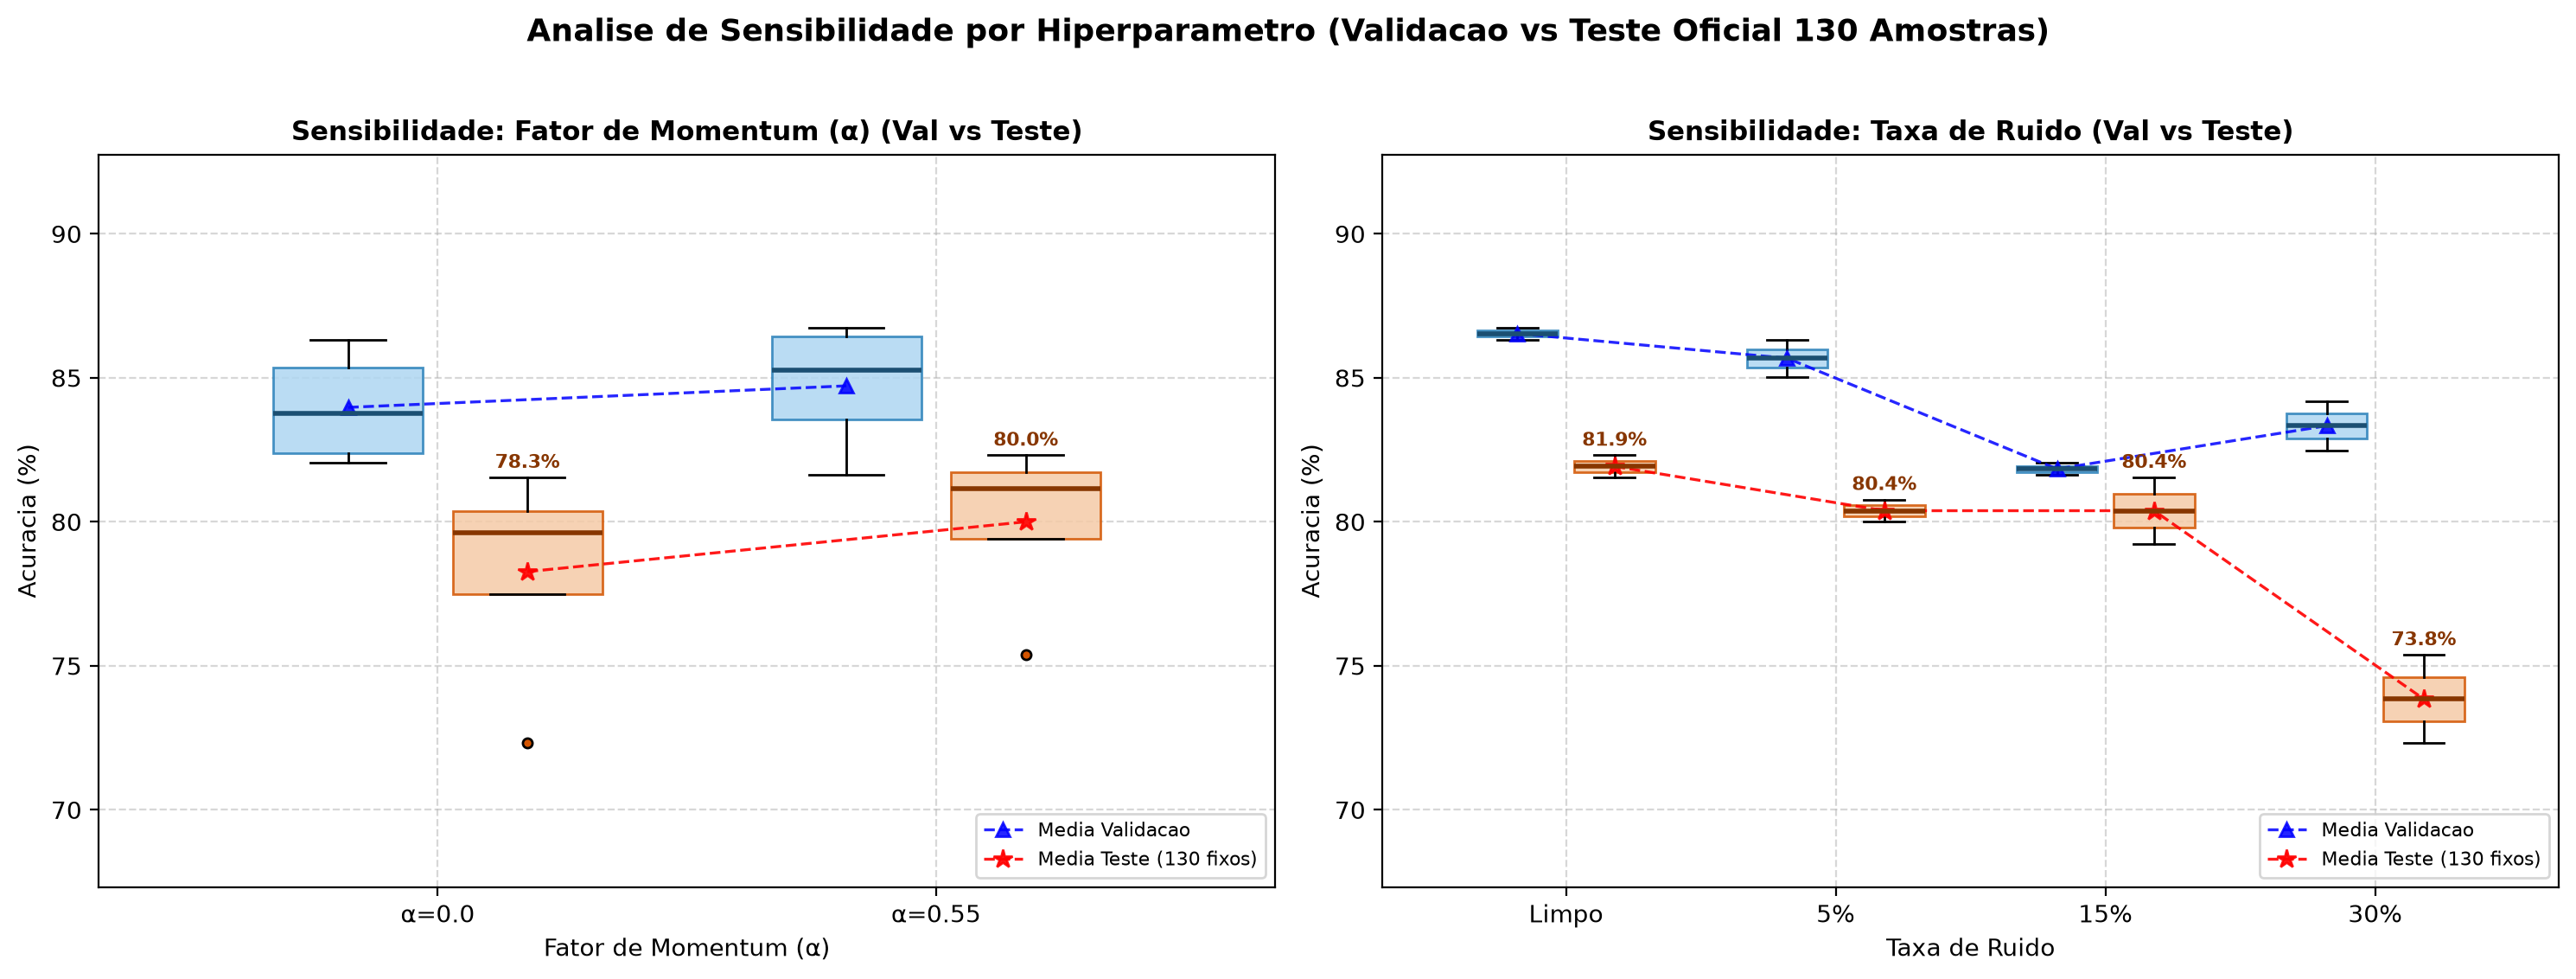 Analise de Sensibilidade por Hiperparametro (Validacao vs Teste Oficial 130 Amostras)
Sensibilidade: Fator de Momentum (α) (Val vs Teste)
Acuracia (%)
90
85
80
75
70
78.3%
80.0%
Media Validacao
Media Teste (130 fixos)
α=0.0
α=0.55
Fator de Momentum (α)
Sensibilidade: Taxa de Ruido (Val vs Teste)
Acuracia (%)
90
85
80
75
70
81.9%
80.4%
80.4%
73.8%
Media Validacao
Media Teste (130 fixos)
Limpo
5%
15%
30%
Taxa de Ruido